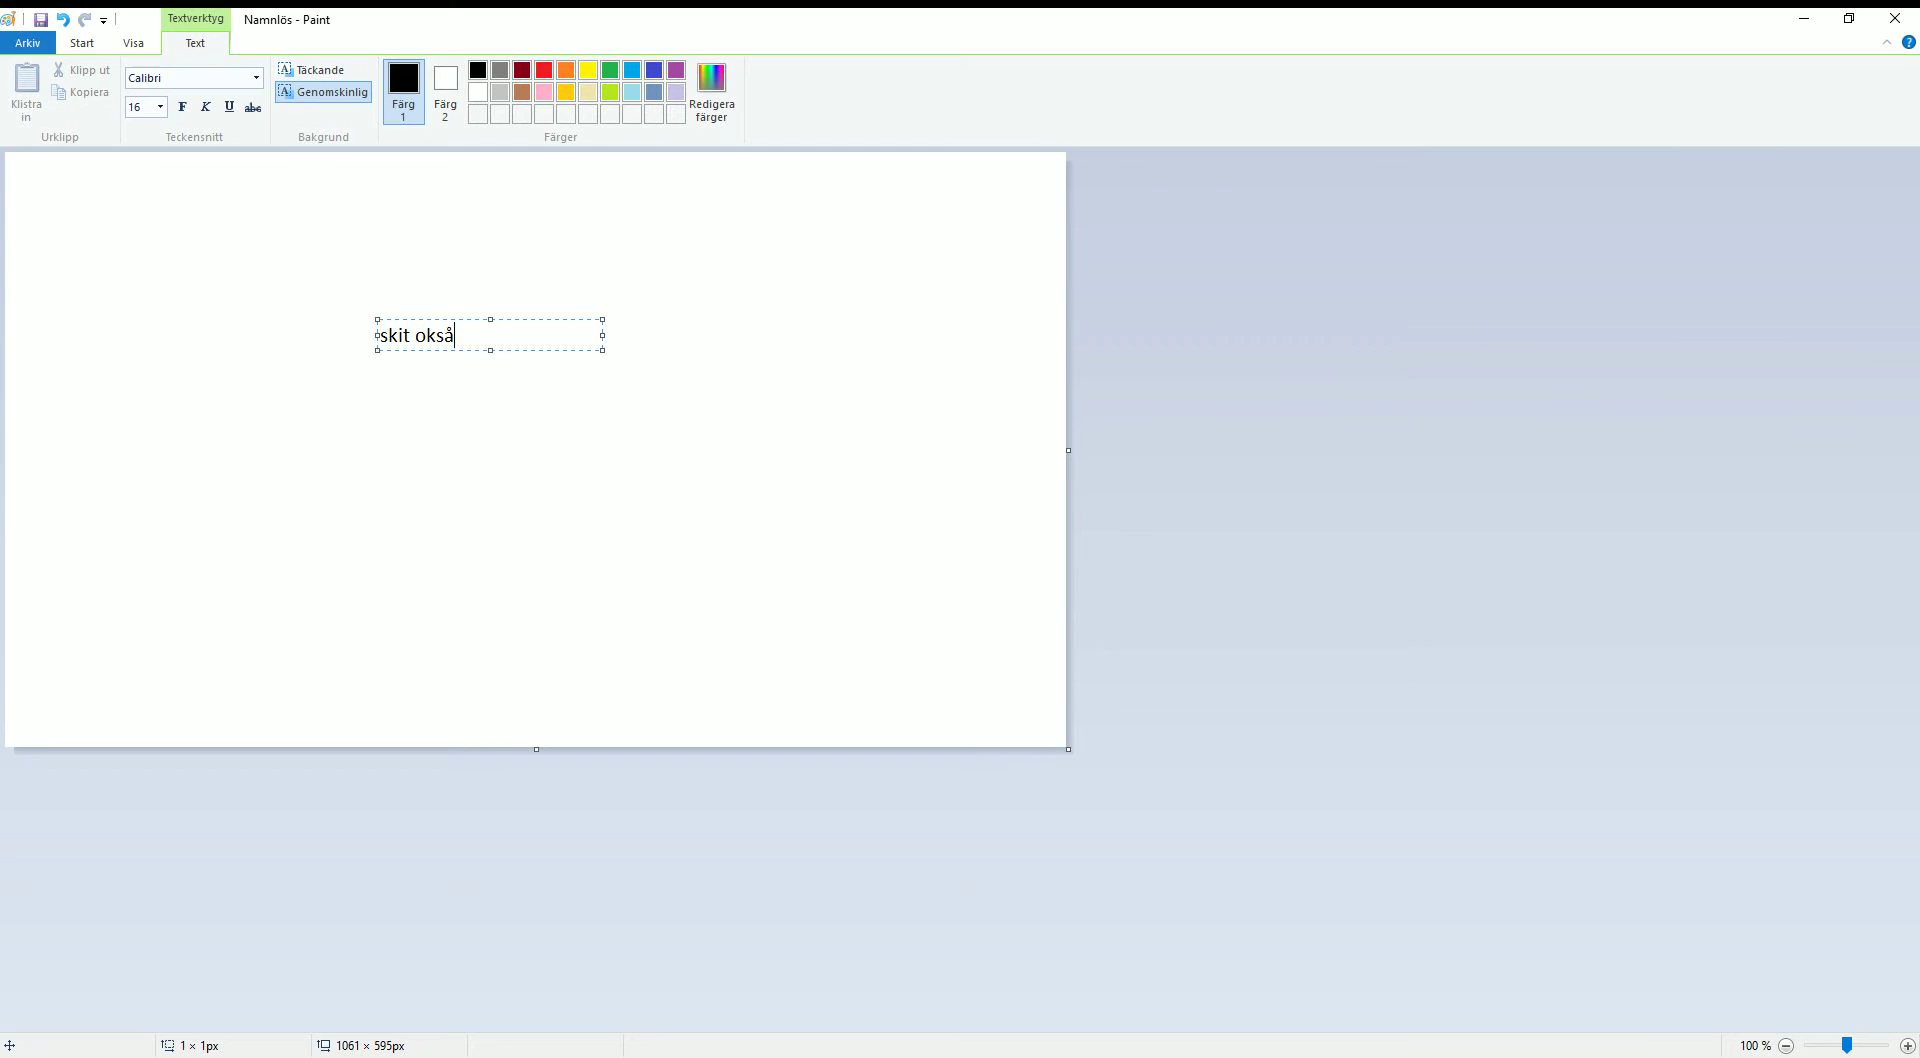 Textverktyg
Namnlös - Paint
Arkiv
Start
Visa
Text
?
Klistra
in
Klipp ut
Kopiera
Urklipp
Calibri
16
F K U abc
Teckensnitt
A Täckande
A Genomskinlig
Bakgrund
Färg
1
Färg
2
Redigera
färger
Färger
skit okså
1 × 1px
1061 × 595px
100 %